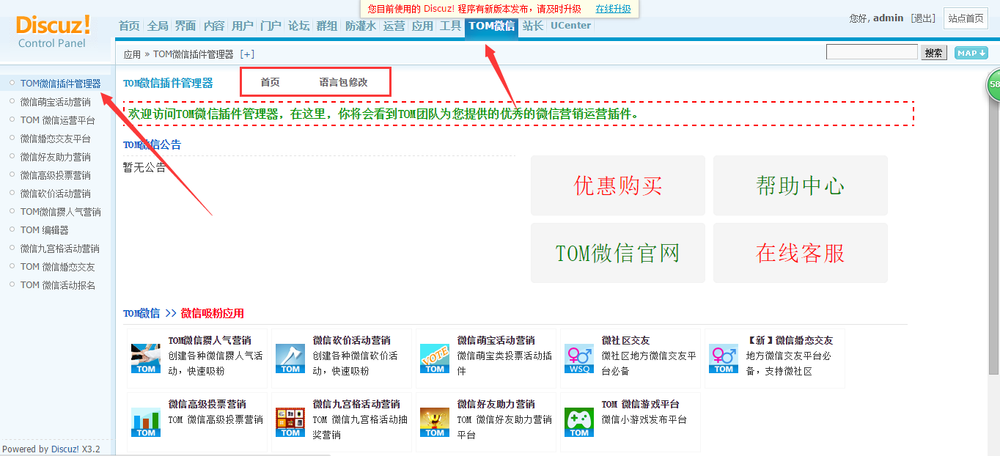 您目前使用的 Discuz! 程序有新版本发布，请及时升级 在线升级
Discuz!
Control Panel
首页 全局 界面 内容 用户 门户 论坛 群组 防灌水 运营 应用 工具 TOM微信 站长 UCenter
您好, admin [退出] 站点首页
应用 » TOM微信插件管理器 [+]
搜索 MAP
TOM微信插件管理器
微信萌宝活动营销
TOM 微信运营平台
微信婚恋交友平台
微信好友助力营销
微信高级投票营销
微信砍价活动营销
TOM微信攒人气营销
TOM 编辑器
微信九宫格活动营销
TOM 微信婚恋交友
TOM 微信活动报名
Powered by Discuz! X3.2
TOM微信插件管理器 首页 语言包修改
58
欢迎访问TOM微信插件管理器，在这里，你将会看到TOM团队为您提供的优秀的微信营销运营插件。
TOM微信公告
暂无公告
优惠购买 帮助中心
TOM微信官网 在线客服
TOM微信 >> 微信吸粉应用
TOM
TOM微信攒人气营销
创建各种微信攒人气活
动，快速吸粉
TOM
微信砍价活动营销
创建各种微信砍价活
动，快速吸粉
VOTE
TOM
微信萌宝活动营销
微信萌宝类投票活动插
件
WSQ
微社区交友
微社区地方微信交友平
台必备
TOM
【新】微信婚恋交友
地方微信交友平台必
备，支持微社区
TOM
微信高级投票营销
TOM 微信高级投票营销
TOM
微信九宫格活动营销
TOM 微信九宫格活动抽
奖营销
TOM
微信好友助力营销
TOM 微信好友助力营销
平台
TOM
TOM 微信游戏平台
微信小游戏发布平台